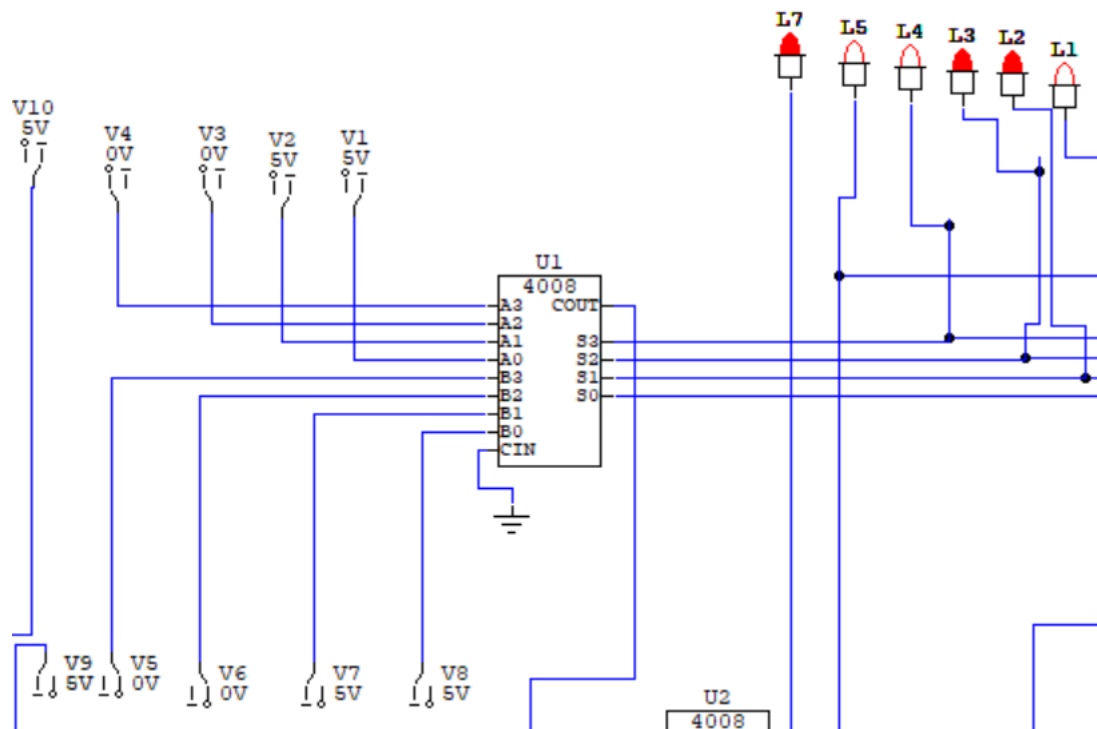 L7 L5 L4 L3 L2 L1
V10
5V
V4
0V
V3
0V
V2
5V
V1
5V
U1
4008
A3 COUT
A2
A1 S3
A0 S2
B3 S1
B2 S0
B1
B0
CIN
V9
5V
V5
0V
V6
0V
V7
5V
V8
5V
U2
4008